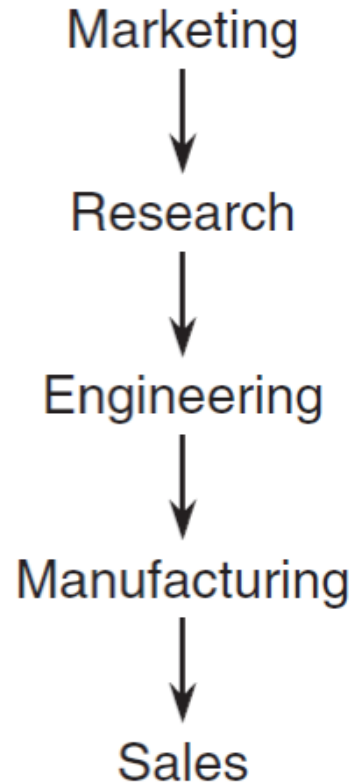 Marketing
Research
Engineering
Manufacturing
Sales